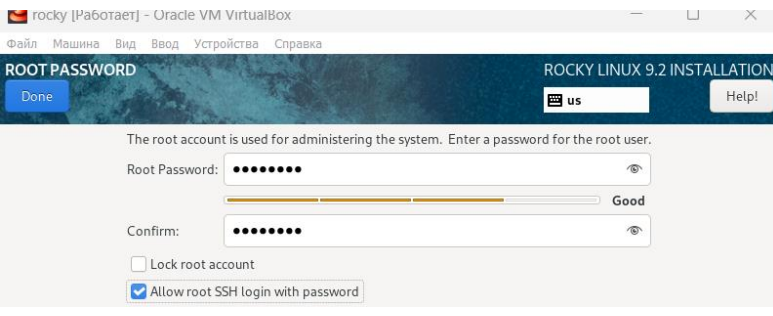 rocky [Работает] - Oracle VM VirtualBox
Файл Машина Вид Ввод Устройства Справка
ROOT PASSWORD
ROCKY LINUX 9.2 INSTALLATION
Done
us
Help!
The root account is used for administering the system. Enter a password for the root user.
Root Password: ●●●●●●●●
Good
Confirm: ●●●●●●●●
Lock root account
Allow root SSH login with password